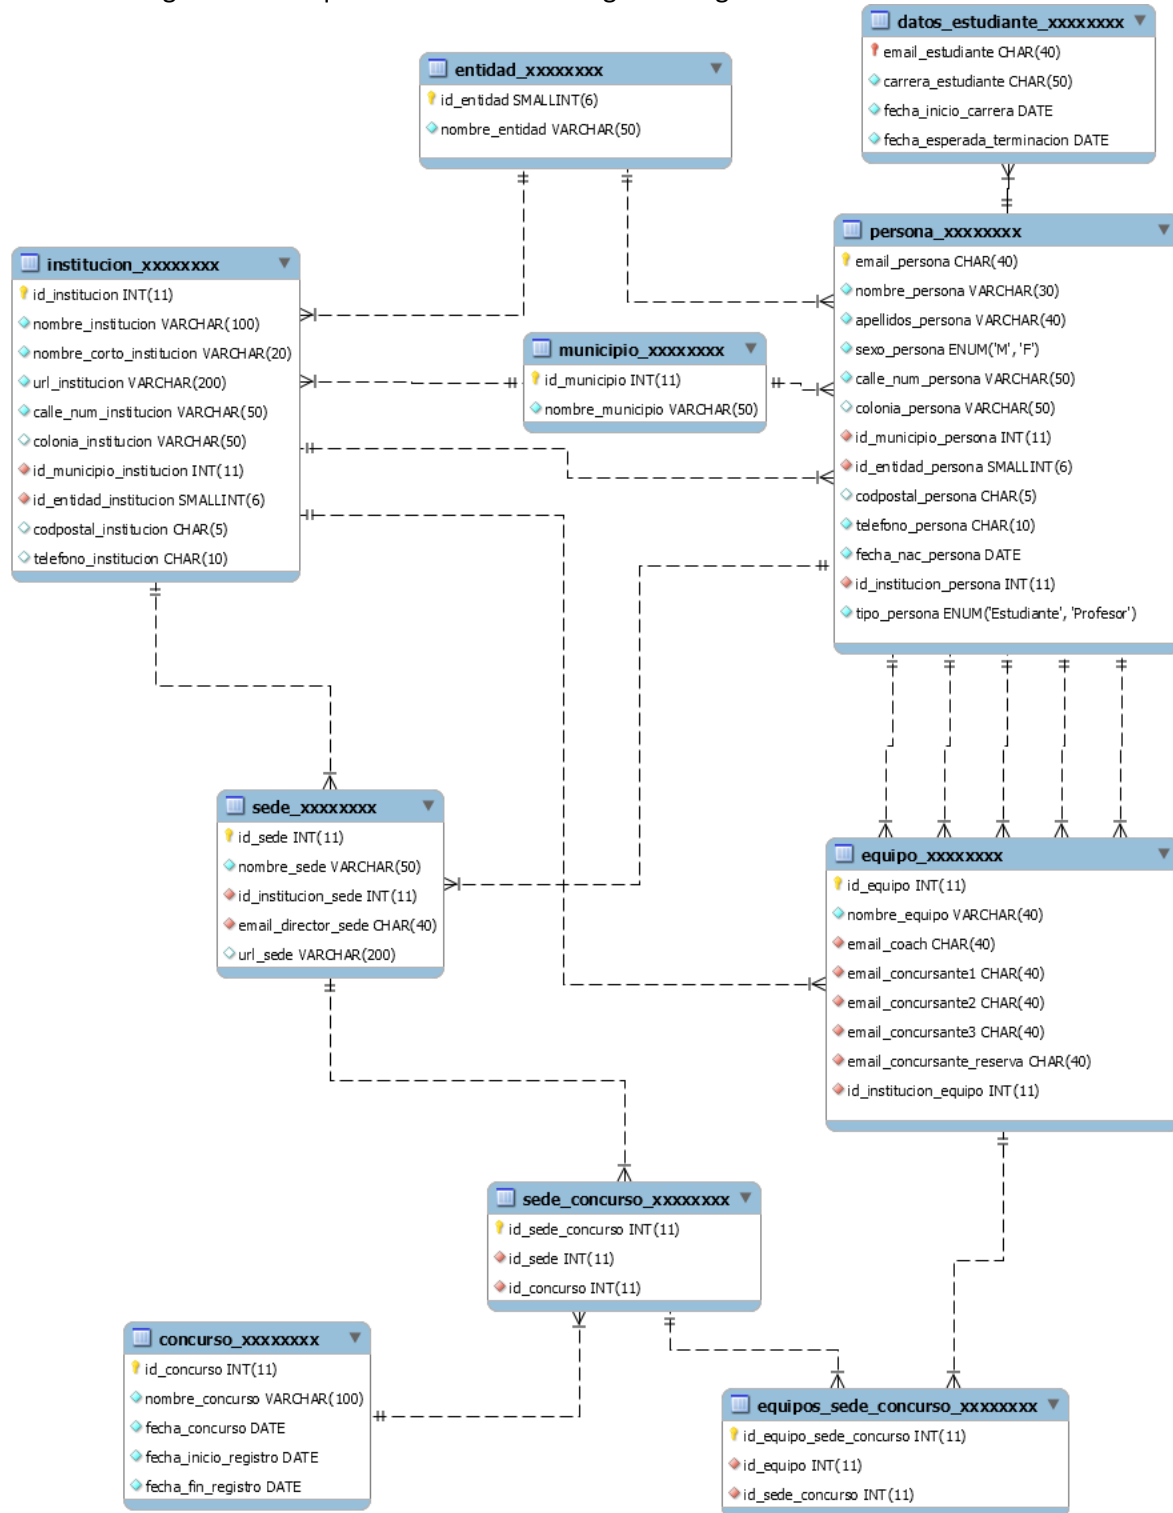 datos_estudiante_xxxxxxxx
email_estudiante CHAR(40)
carrera_estudiante CHAR(50)
fecha_inicio_carrera DATE
fecha_esperada_terminacion DATE
entidad_xxxxxxxx
id_entidad SMALLINT(6)
nombre_entidad VARCHAR(50)
persona_xxxxxxxx
email_persona CHAR(40)
nombre_persona VARCHAR(30)
apellidos_persona VARCHAR(40)
sexo_persona ENUM('M', 'F')
calle_num_persona VARCHAR(50)
colonia_persona VARCHAR(50)
id_municipio_persona INT(11)
id_entidad_persona SMALLINT(6)
codpostal_persona CHAR(5)
telefono_persona CHAR(10)
fecha_nac_persona DATE
id_institucion_persona INT(11)
tipo_persona ENUM('Estudiante', 'Profesor')
institucion_xxxxxxxx
id_institucion INT(11)
nombre_institucion VARCHAR(100)
nombre_corto_institucion VARCHAR(20)
url_institucion VARCHAR(200)
calle_num_institucion VARCHAR(50)
colonia_institucion VARCHAR(50)
id_municipio_institucion INT(11)
id_entidad_institucion SMALLINT(6)
codpostal_institucion CHAR(5)
telefono_institucion CHAR(10)
municipio_xxxxxxxx
id_municipio INT(11)
nombre_municipio VARCHAR(50)
sede_xxxxxxxx
id_sede INT(11)
nombre_sede VARCHAR(50)
id_institucion_sede INT(11)
email_director_sede CHAR(40)
url_sede VARCHAR(200)
equipo_xxxxxxxx
id_equipo INT(11)
nombre_equipo VARCHAR(40)
email_coach CHAR(40)
email_concursante1 CHAR(40)
email_concursante2 CHAR(40)
email_concursante3 CHAR(40)
email_concursante_reserva CHAR(40)
id_institucion_equipo INT(11)
sede_concurso_xxxxxxxx
id_sede_concurso INT(11)
id_sede INT(11)
id_concurso INT(11)
concurso_xxxxxxxx
id_concurso INT(11)
nombre_concurso VARCHAR(100)
fecha_concurso DATE
fecha_inicio_registro DATE
fecha_fin_registro DATE
equipos_sede_concurso_xxxxxxxx
id_equipo_sede_concurso INT(11)
id_equipo INT(11)
id_sede_concurso INT(11)